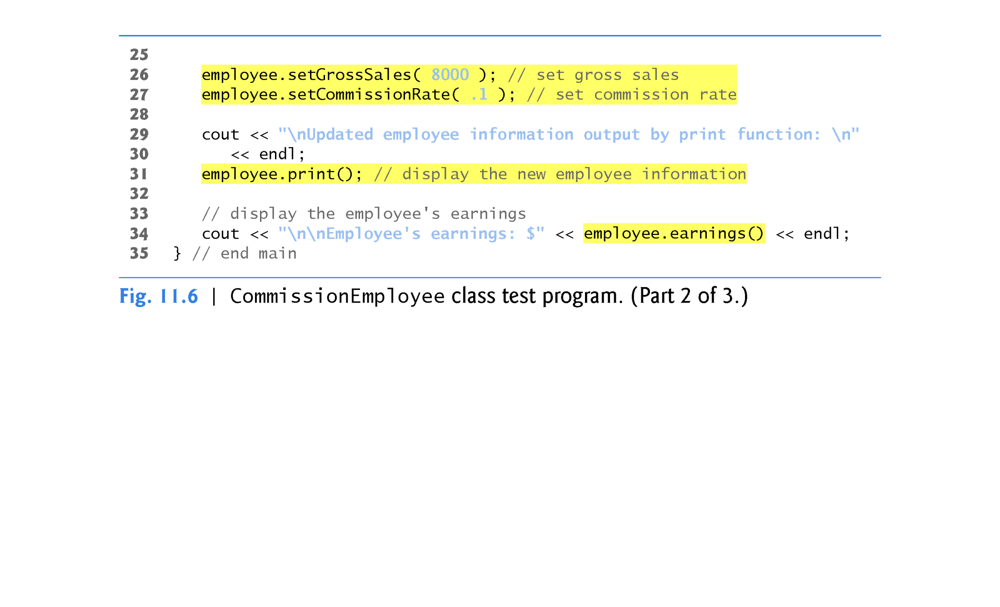 25
26 employee.setGrossSales( 8000 ); // set gross sales
27 employee.setCommissionRate( .1 ); // set commission rate
28
29 cout << "\nUpdated employee information output by print function: \n"
30 << endl;
31 employee.print(); // display the new employee information
32
33 // display the employee's earnings
34 cout << "\n\nEmployee's earnings: $" << employee.earnings() << endl;
35 } // end main
Fig. 11.6 | CommissionEmployee class test program. (Part 2 of 3.)